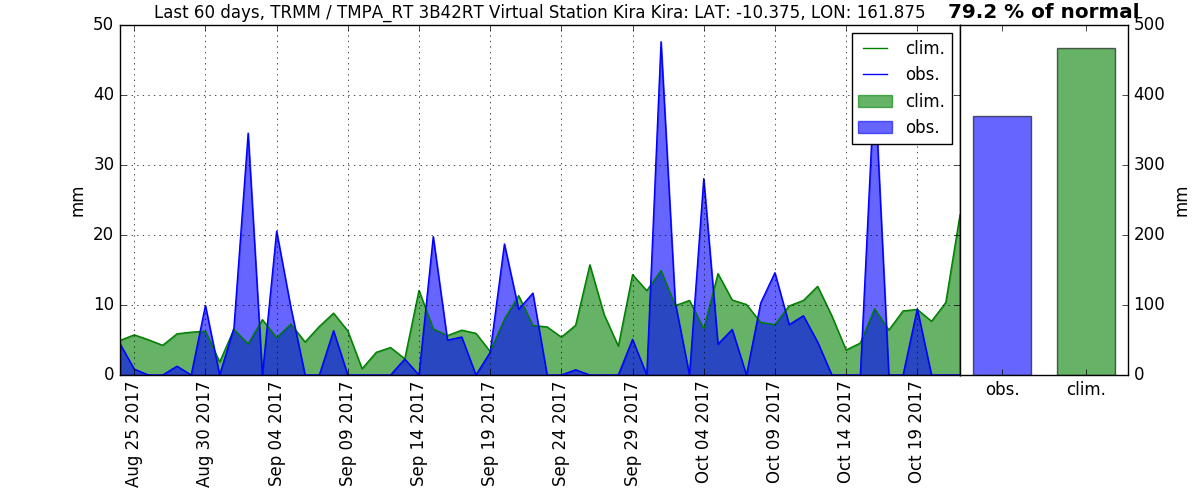 Last 60 days, TRMM / TMPA_RT 3B42RT Virtual Station Kira Kira: LAT: -10.375, LON: 161.875
79.2 % of normal
50
40
30
20
10
0
mm
clim.
obs.
clim.
obs.
500
400
300
200
100
0
mm
obs.
clim.
Aug 25 2017
Aug 30 2017
Sep 04 2017
Sep 09 2017
Sep 14 2017
Sep 19 2017
Sep 24 2017
Sep 29 2017
Oct 04 2017
Oct 09 2017
Oct 14 2017
Oct 19 2017